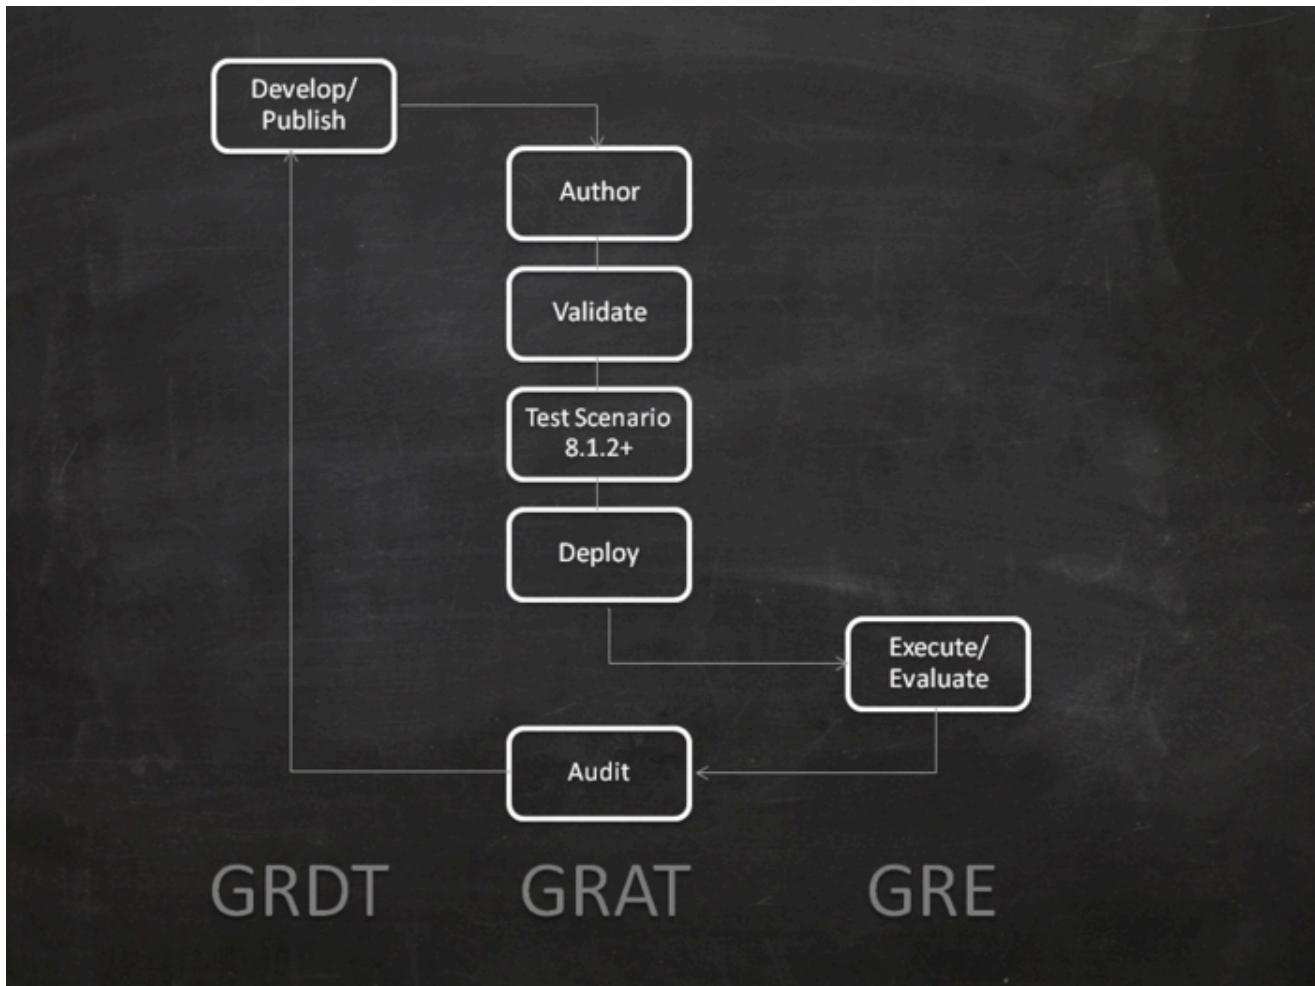 Develop/
Publish
Author
Validate
Test Scenario
8.1.2+
Deploy
Execute/
Evaluate
Audit
GRDT
GRAT
GRE